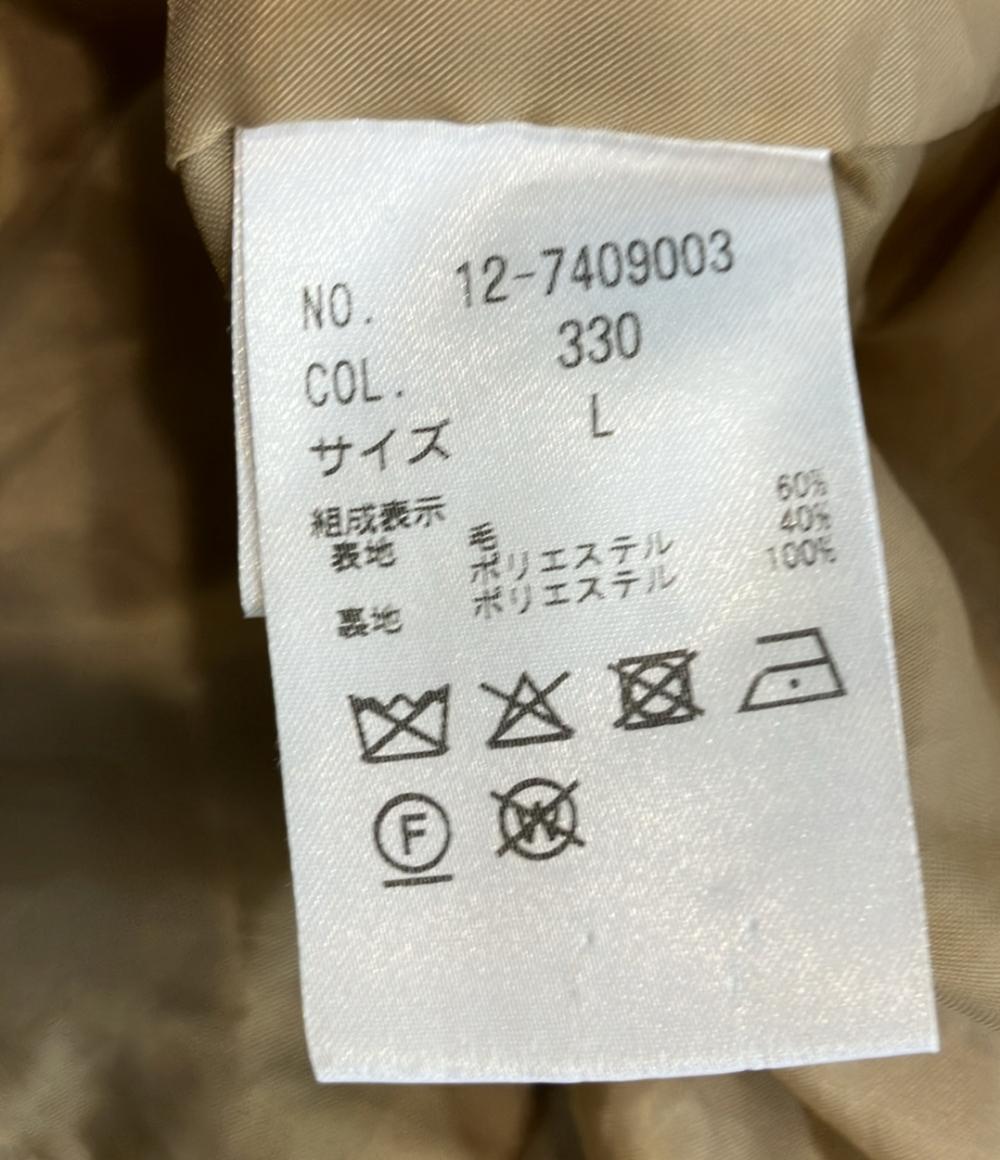 NO. 12-7409003
COL. 330
サイズ L
組成表示
表地 毛 60%
ポリエステル 40%
裏地 ポリエステル 100%
F W